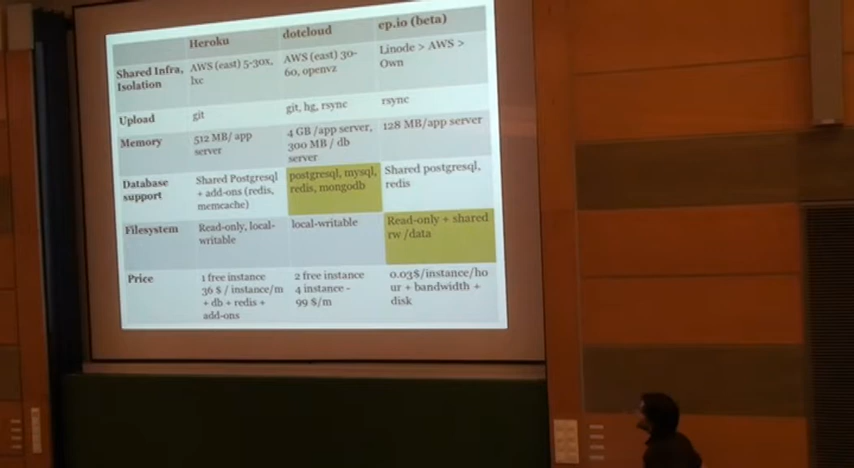 Heroku dotcloud ep.io (beta)
Shared Infra, Isolation AWS (east) 5-30x, lxc AWS (east) 30-60, openvz Linode > AWS > Own
Upload git git, hg, rsync rsync
Memory 512 MB/ app server 4 GB /app server, 300 MB / db server 128 MB/app server
Database support Shared Postgresql + add-ons (redis, memcache) postgresql, mysql, redis, mongodb Shared postgresql, redis
Filesystem Read-only, local-writable local-writable Read-only + shared rw /data
Price 1 free instance 36 $ / instance/m + db + redis + add-ons 2 free instance 4 instance - 99 $/m 0.03$/instance/hour + bandwidth + disk